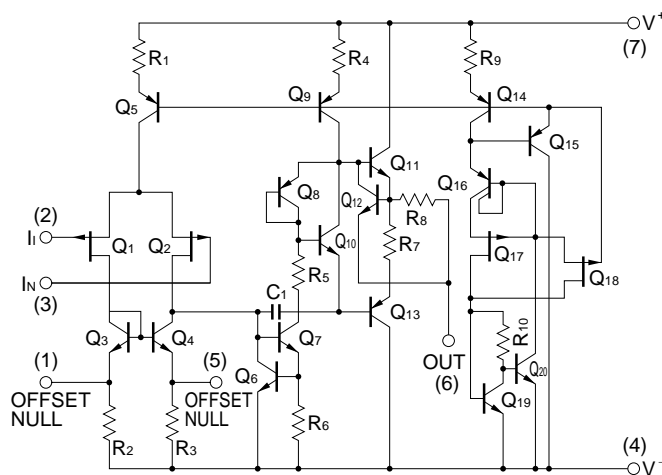 V+
(7)
R1
R4
R9
Q5
Q9
Q14
Q15
Q11
Q8
Q12
Q16
R8
(2)
II
Q1
Q2
Q10
R7
Q17
Q18
IN
(3)
R5
C1
Q13
R10
Q3
Q4
Q7
OUT
(6)
Q20
(1)
(5)
Q6
Q19
OFFSET
NULL
OFFSET
NULL
R2
R3
R6
(4)
V−